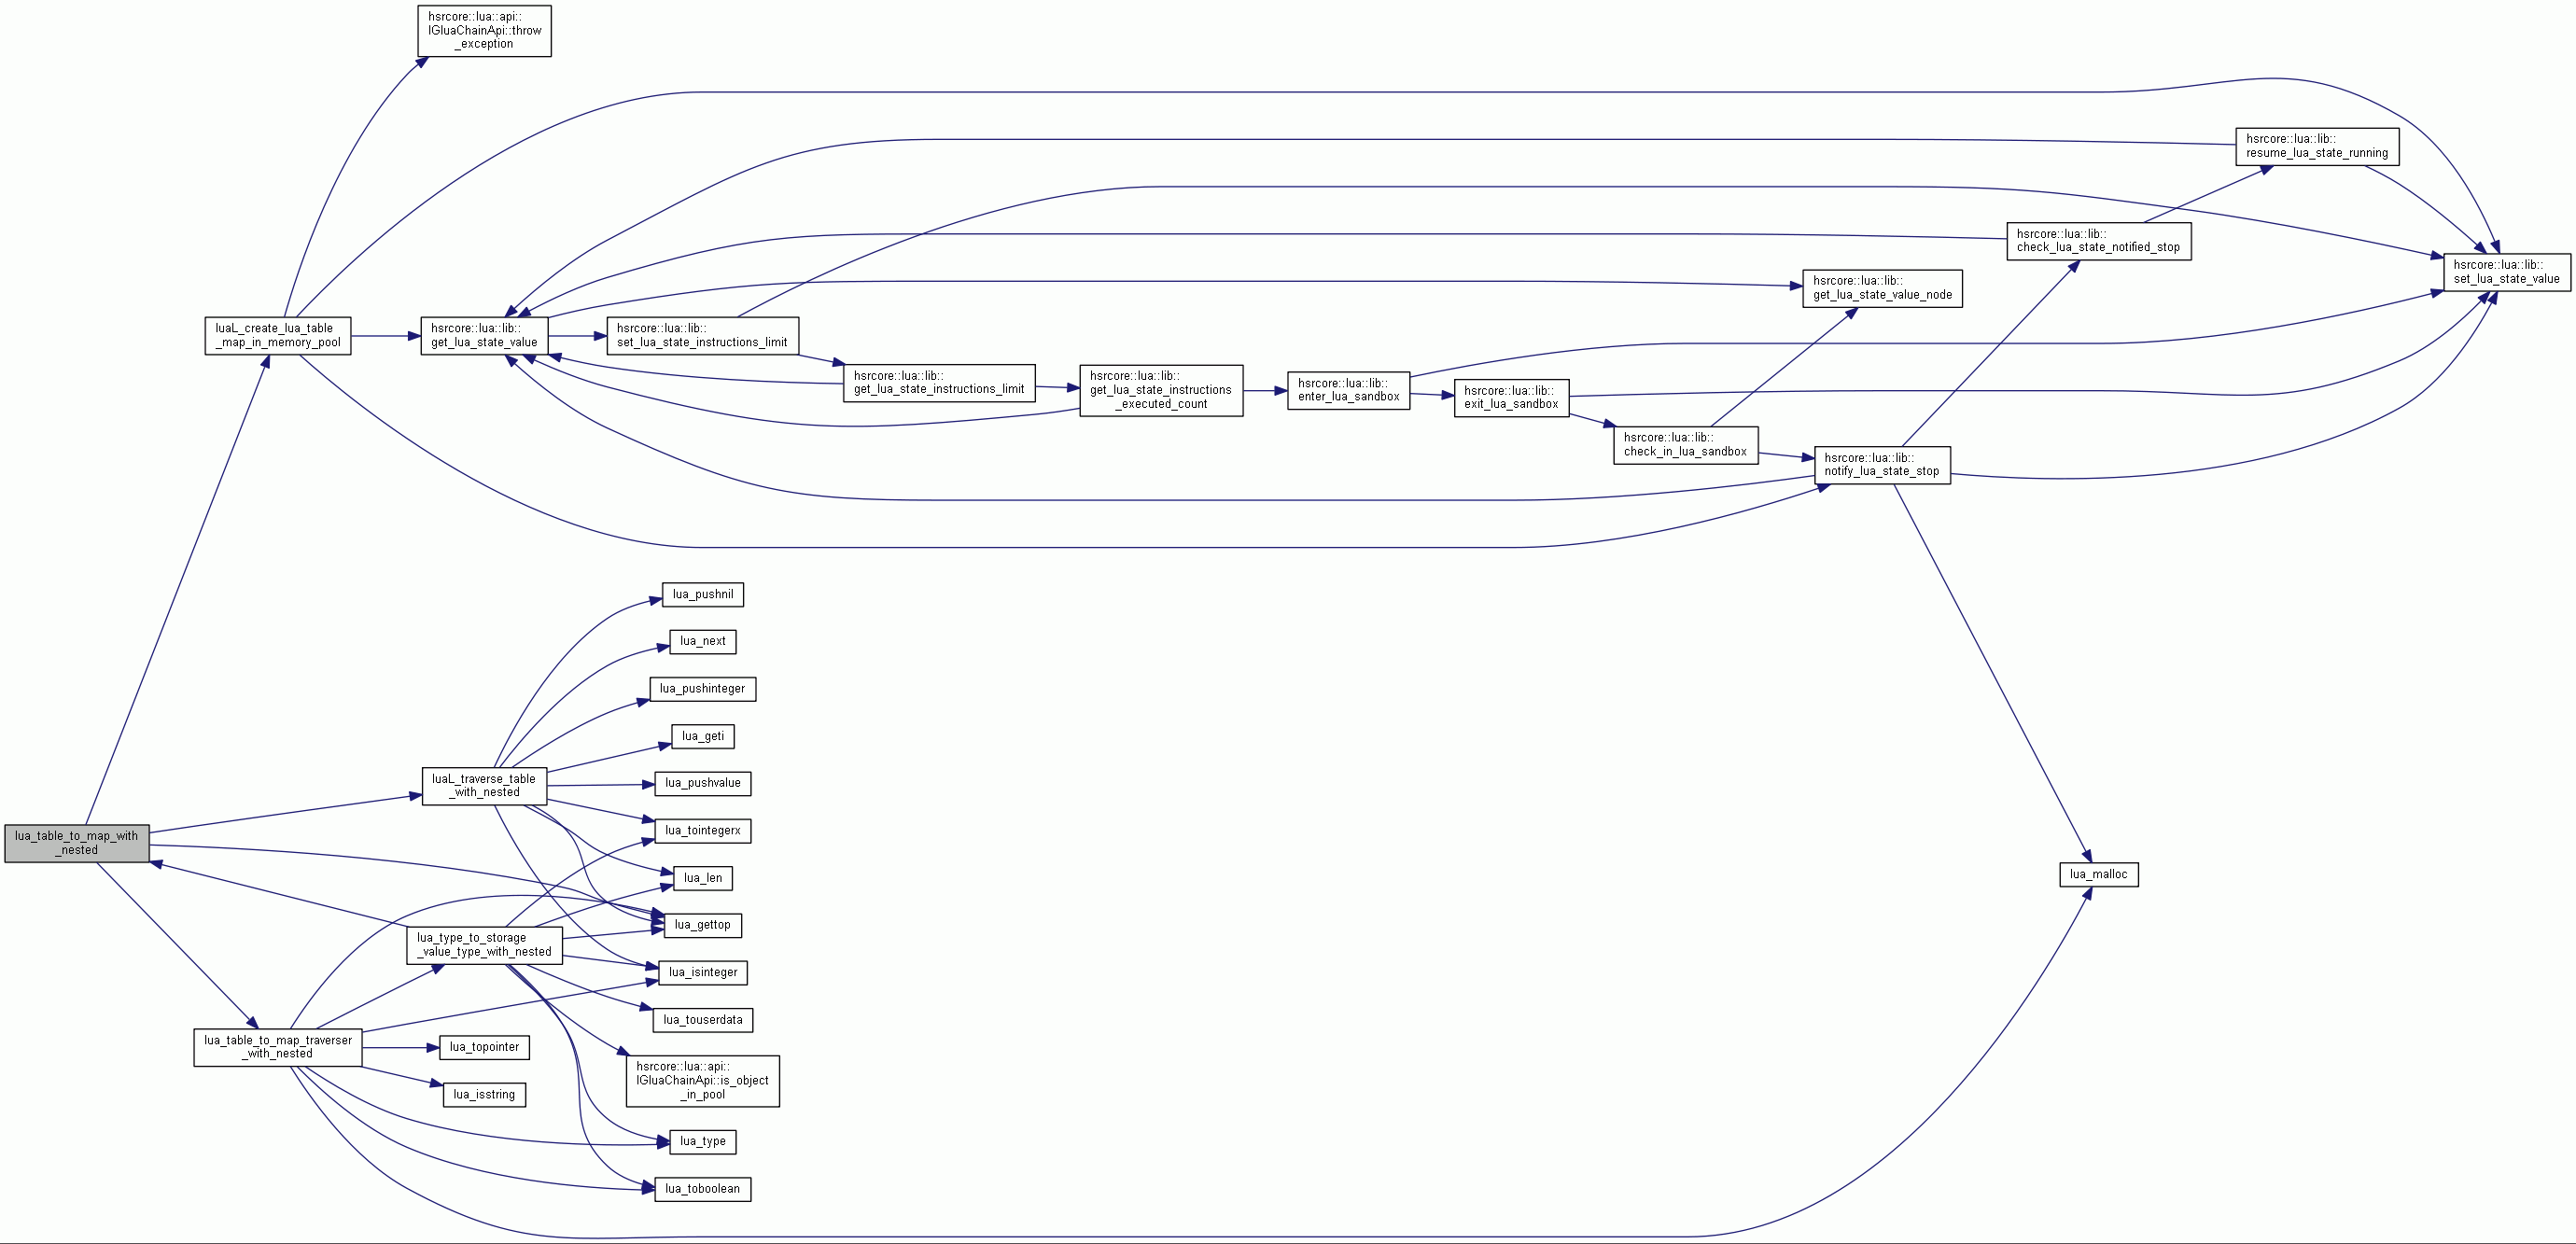 hsrcore::lua::api::
IGluaChainApi::throw
_exception
hsrcore::lua::lib::
resume_lua_state_running
hsrcore::lua::lib::
check_lua_state_notified_stop
hsrcore::lua::lib::
set_lua_state_value
hsrcore::lua::lib::
get_lua_state_value_node
luaL_create_lua_table
_map_in_memory_pool
hsrcore::lua::lib::
get_lua_state_value
hsrcore::lua::lib::
set_lua_state_instructions_limit
hsrcore::lua::lib::
get_lua_state_instructions_limit
hsrcore::lua::lib::
get_lua_state_instructions
_executed_count
hsrcore::lua::lib::
enter_lua_sandbox
hsrcore::lua::lib::
exit_lua_sandbox
hsrcore::lua::lib::
check_in_lua_sandbox
hsrcore::lua::lib::
notify_lua_state_stop
lua_pushnil
lua_next
lua_pushinteger
lua_geti
luaL_traverse_table
_with_nested
lua_pushvalue
lua_tointegerx
lua_table_to_map_with
_nested
lua_len
lua_malloc
lua_gettop
lua_type_to_storage
_value_type_with_nested
lua_isinteger
lua_touserdata
lua_table_to_map_traverser
_with_nested
lua_topointer
hsrcore::lua::api::
IGluaChainApi::is_object
_in_pool
lua_isstring
lua_type
lua_toboolean